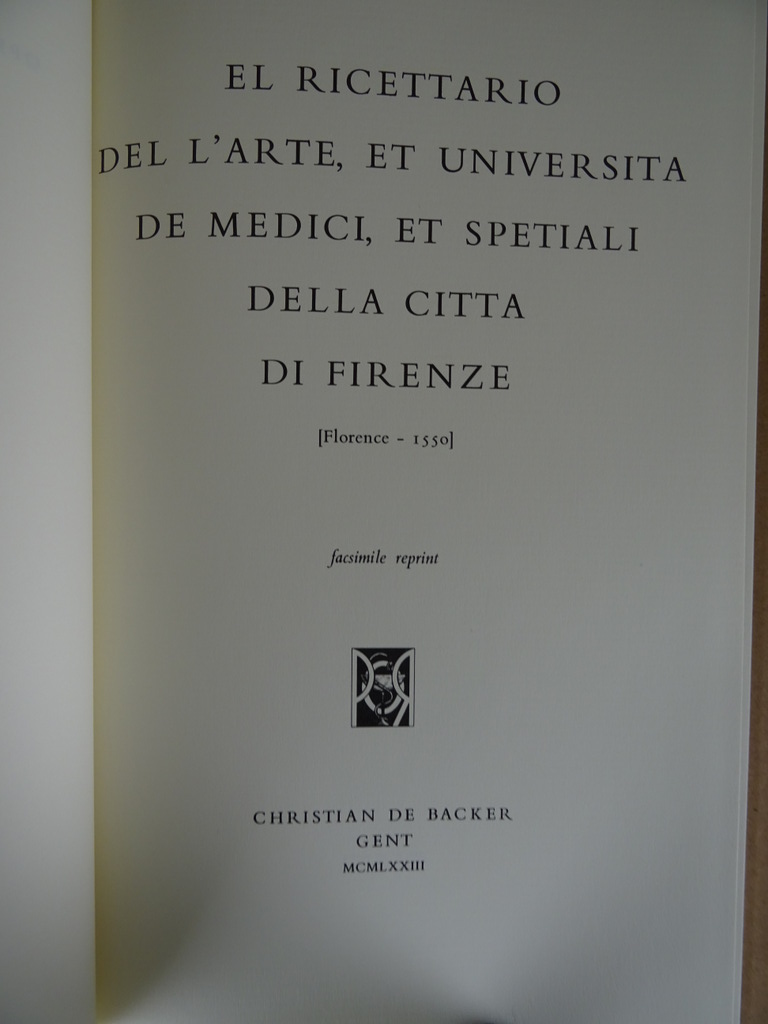 EL RICETTARIO
DEL L'ARTE, ET UNIVERSITA
DE MEDICI, ET SPETIALI
DELLA CITTA
DI FIRENZE
[Florence - 1550]
facsimile reprint
CHRISTIAN DE BACKER
GENT
MCMLXXIII